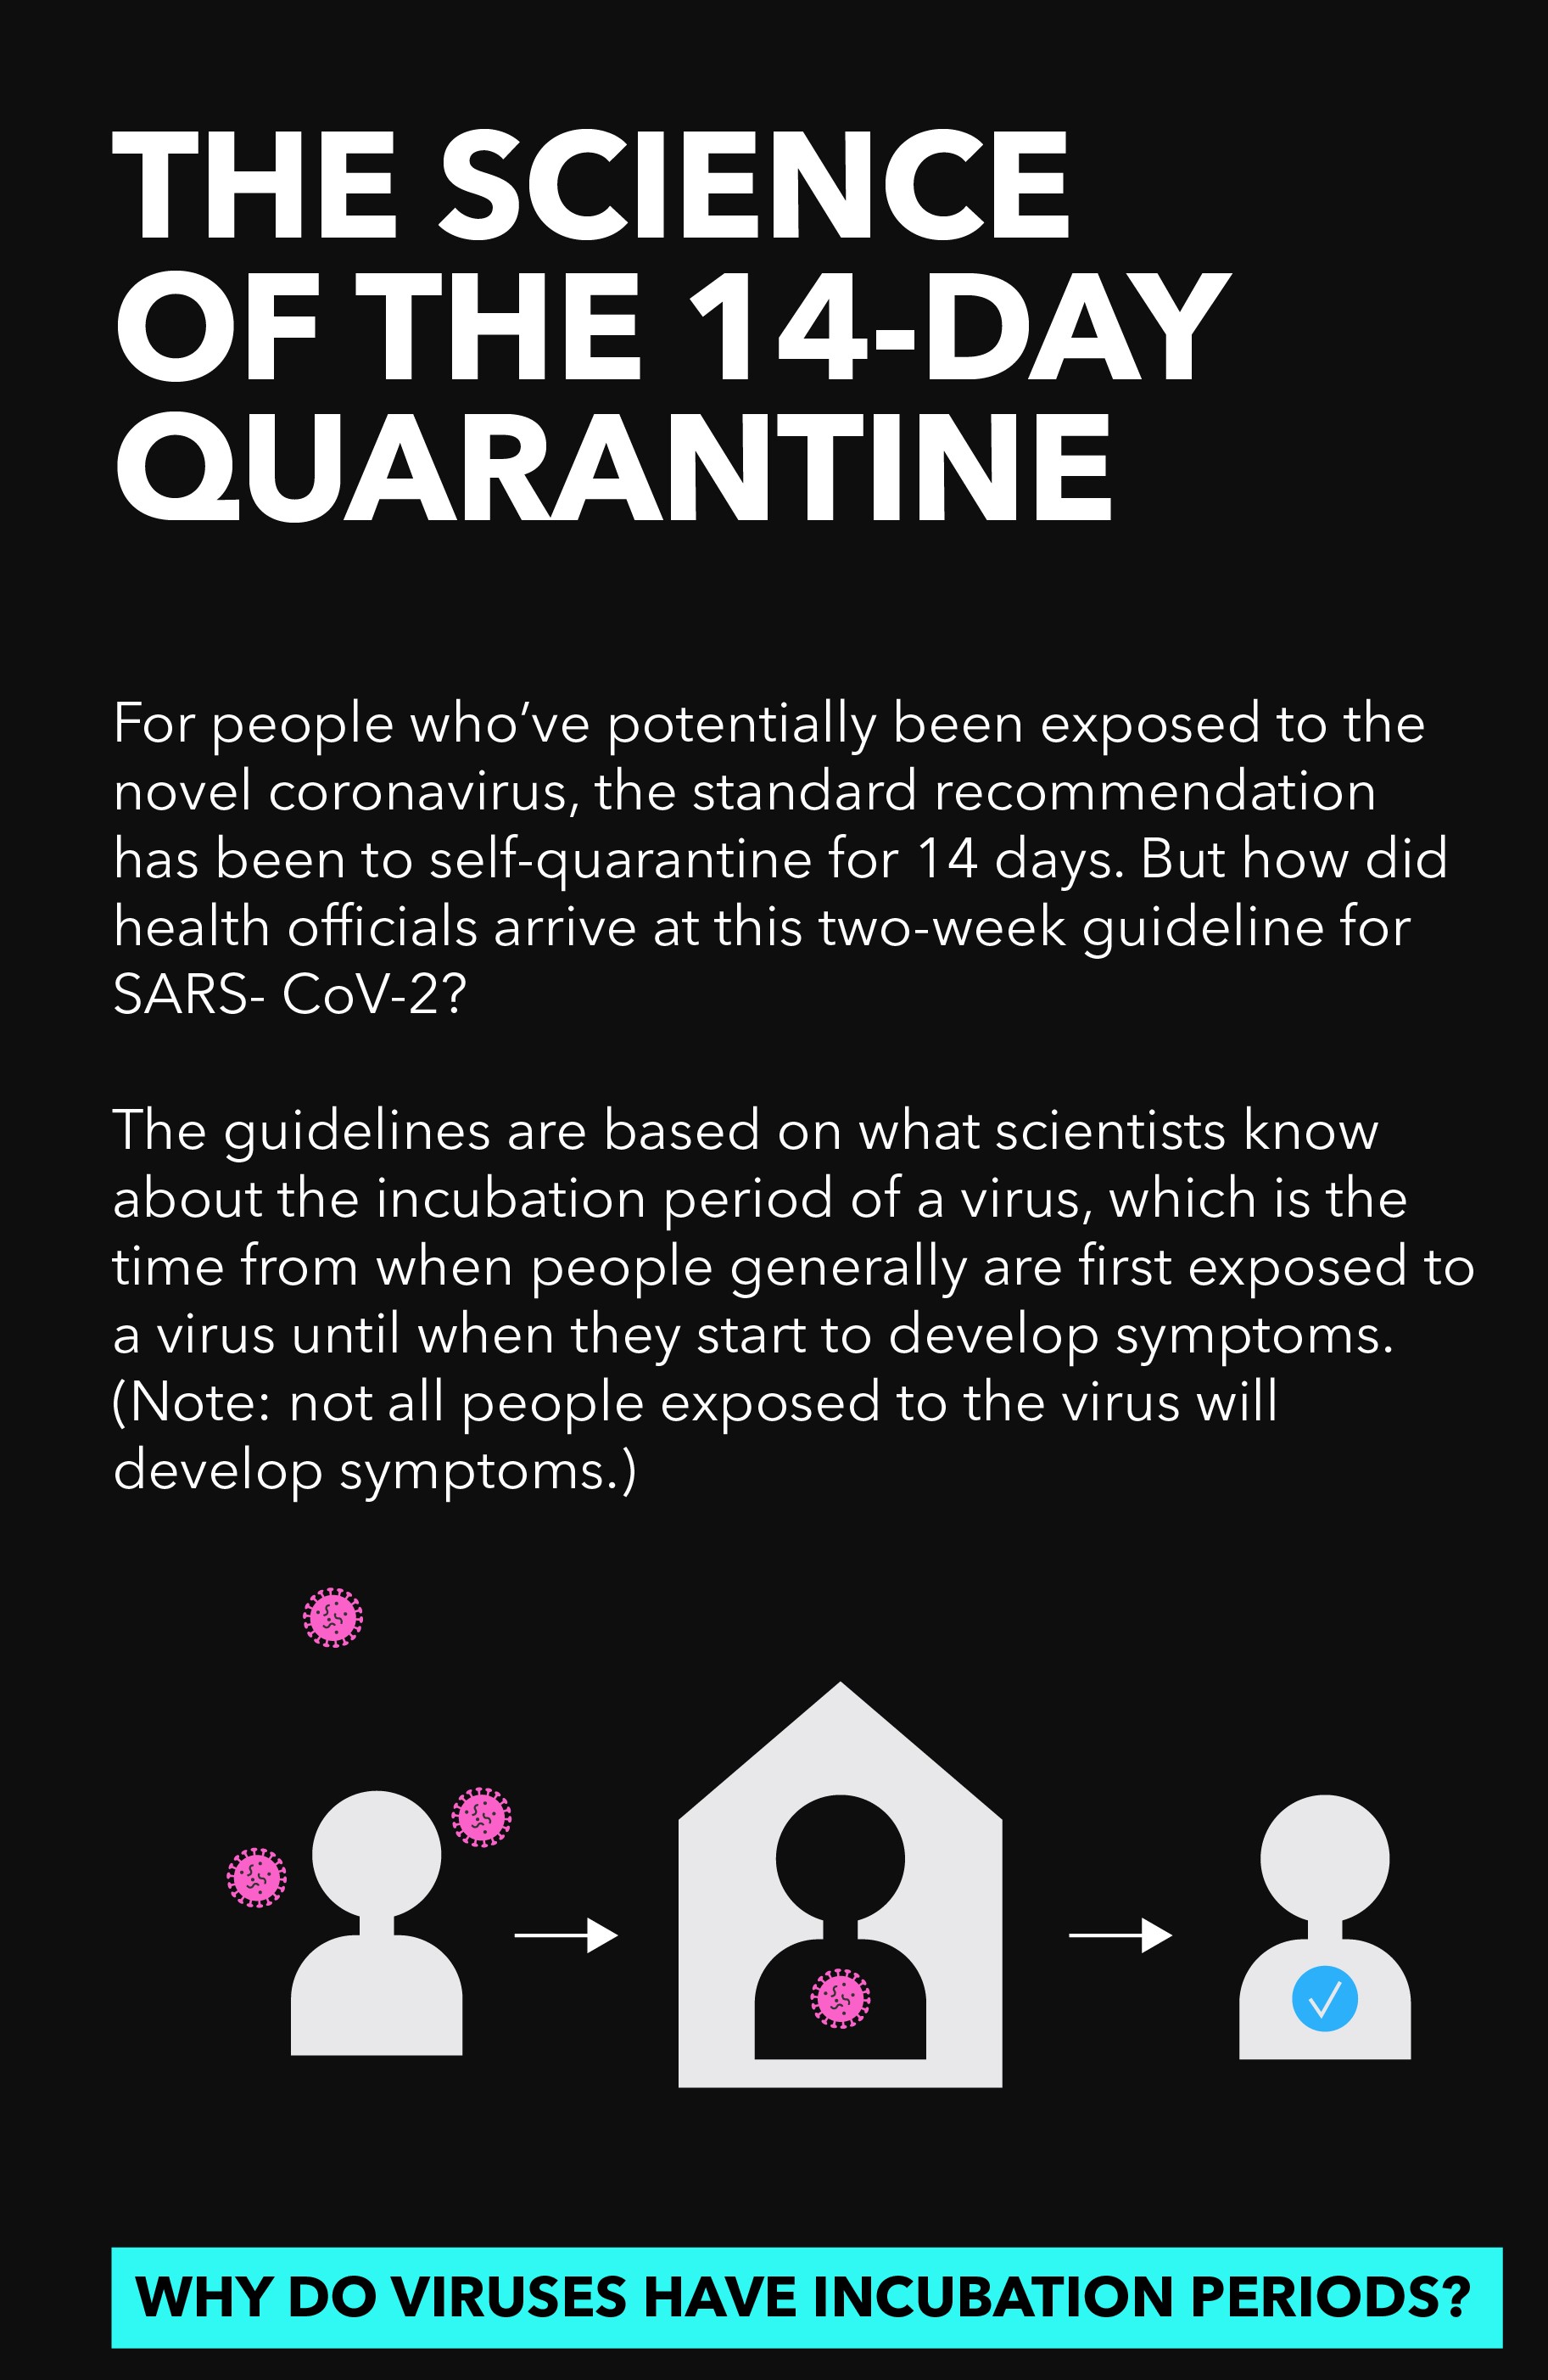 THE SCIENCE
OF THE 14-DAY
QUARANTINE
For people who‘ve potentially been exposed to the
novel coronavirus, the standard recommendation
has been to self-quarantine for 14 days. But how did
health officials arrive at this two-week guideline for
SARS- CoV-2?
The guidelines are based on what scientists know
about the incubation period of a virus, which is the
time from when people generally are first exposed to
a virus until when they start to develop symptoms.
(Note: not all people exposed to the virus will
develop symptoms.)
WHY DO VIRUSES HAVE INCUBATION PERIODS?